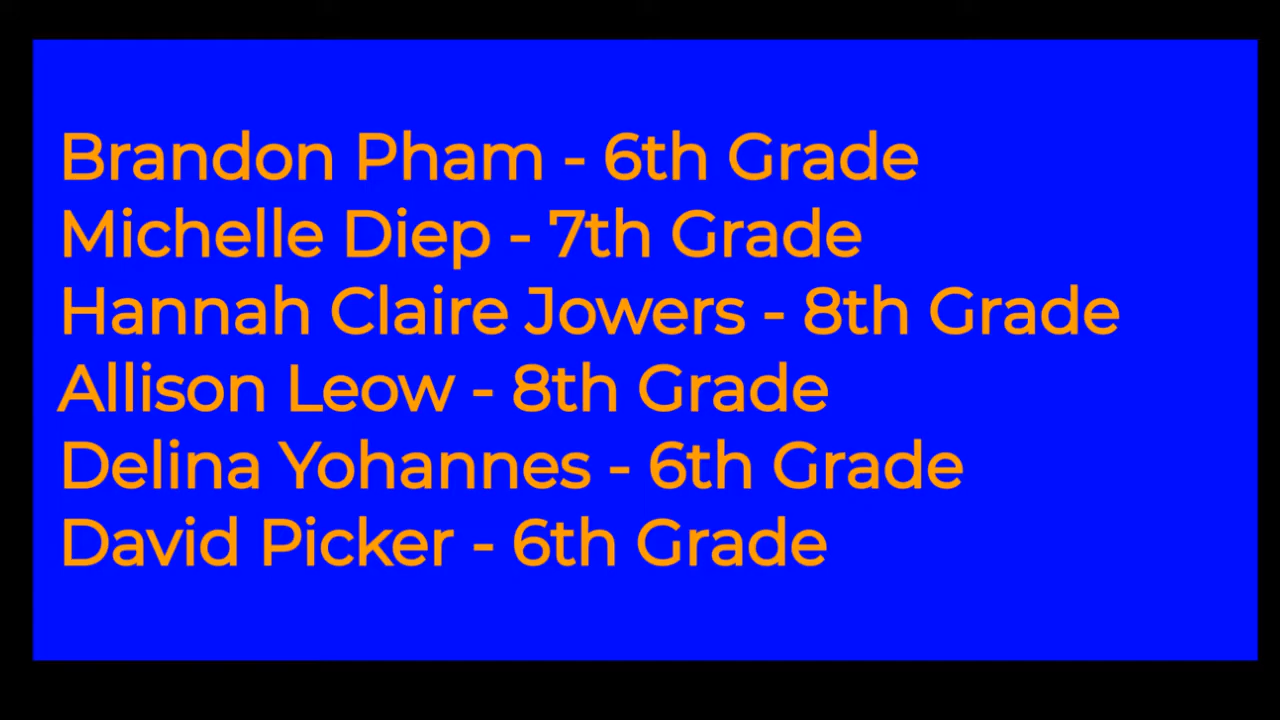 Brandon Pham - 6th Grade
Michelle Diep - 7th Grade
Hannah Claire Jowers - 8th Grade
Allison Leow - 8th Grade
Delina Yohannes - 6th Grade
David Picker - 6th Grade